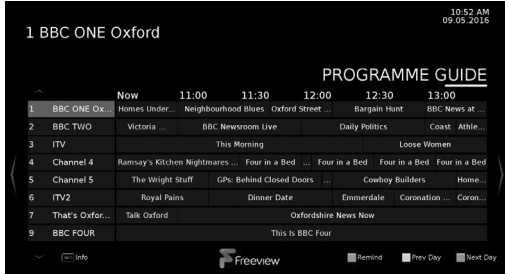 10:52 AM
09.05.2016
1 BBC ONE Oxford
PROGRAMME GUIDE
Now 11:00 11:30 12:00 12:30 13:00
1 BBC ONE Ox... Homes Under... Neighbourhood Blues Oxford Street ... Bargain Hunt BBC News at ...
2 BBC TWO Victoria ... BBC Newsroom Live Daily Politics Coast Athle...
3 ITV This Morning Loose Women
4 Channel 4 Ramsay's Kitchen Nightmares ... Four in a Bed ... Four in a Bed Four in a Bed Four in a Bed
5 Channel 5 The Wright Stuff GPs: Behind Closed Doors ... Cowboy Builders Home...
6 ITV2 Royal Pains Dinner Date Emmerdale Coronation ... Coron...
7 That's Oxfor... Talk Oxford Oxfordshire News Now
9 BBC FOUR This Is BBC Four
Info Freeview Remind Prev Day Next Day